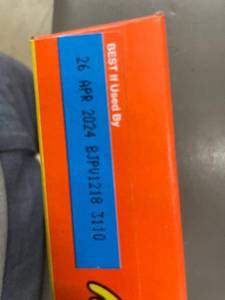 BEST If Used By
26 APR 2024 BJPV1218 3110